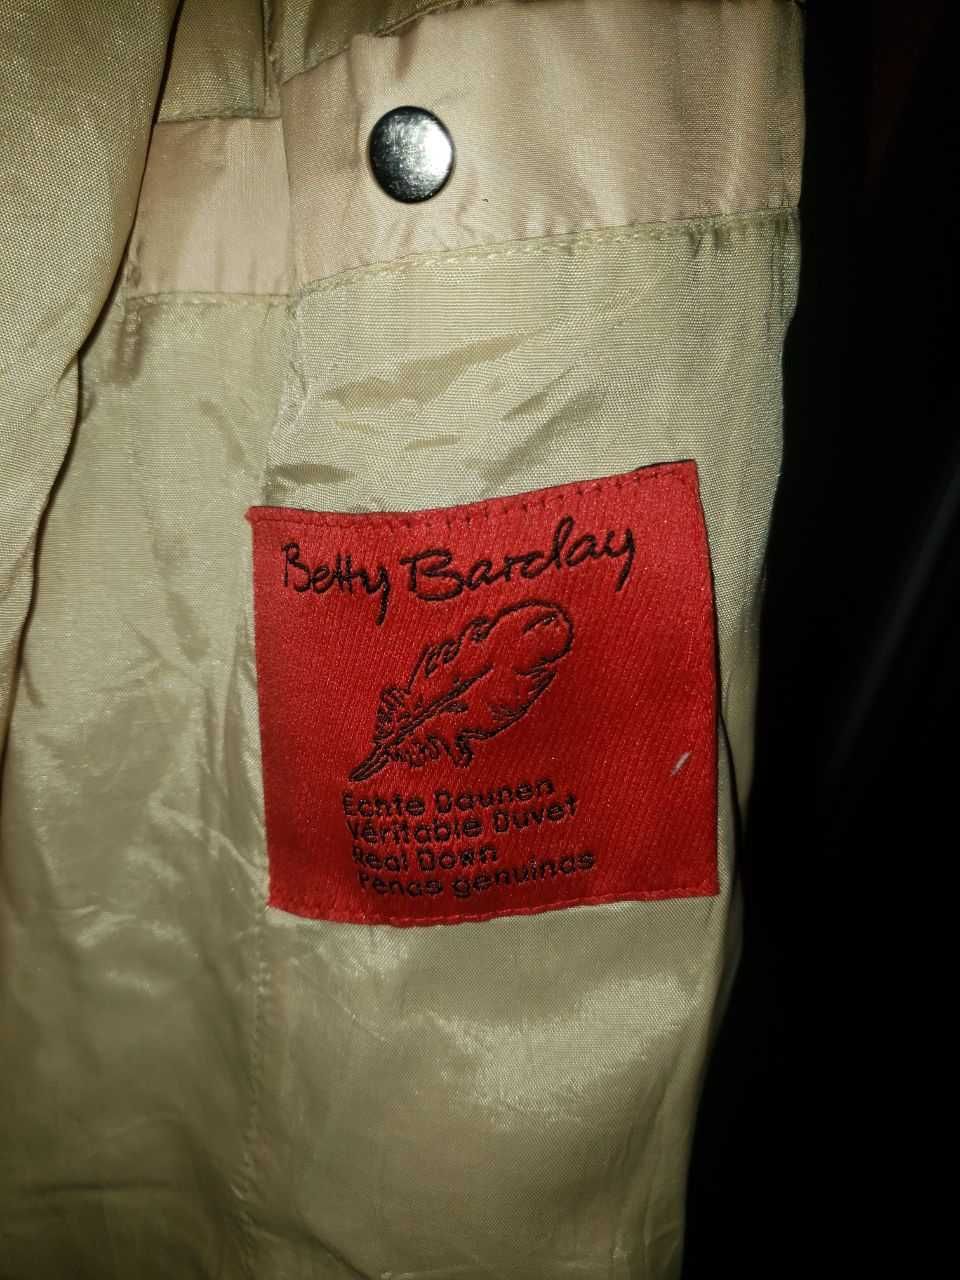 Betty Barclay
Echte Daunen
Véritable Duvet
Real Down
Penas genuinas